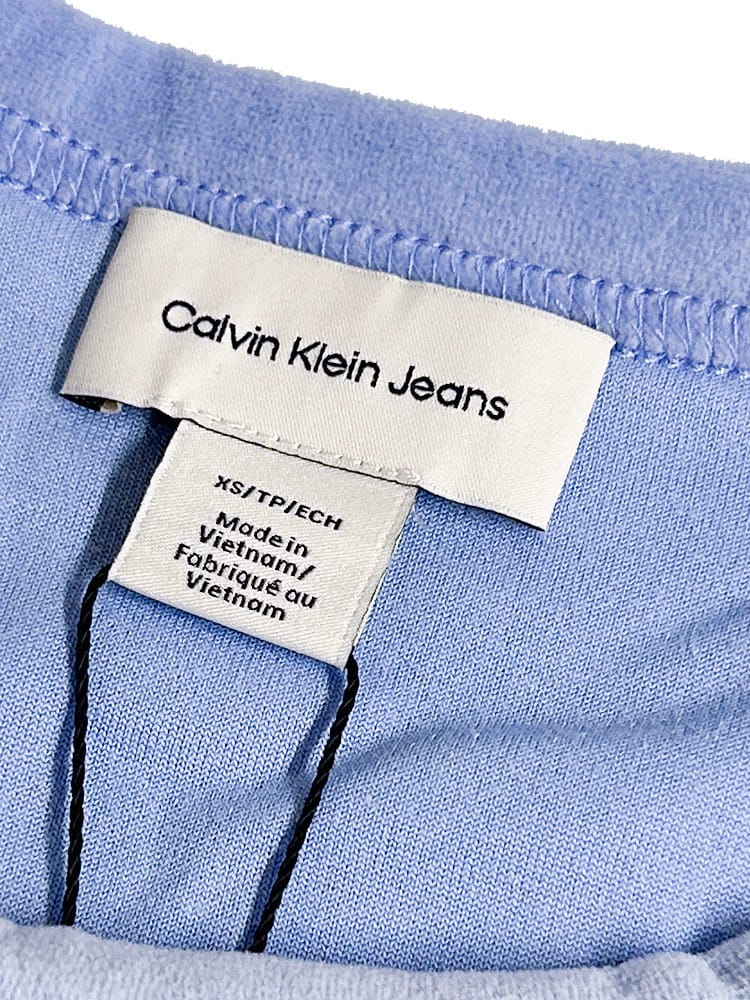 Calvin Klein Jeans
XS/TP/ECH
Made in
Vietnam/
Fabriqué au
Vietnam